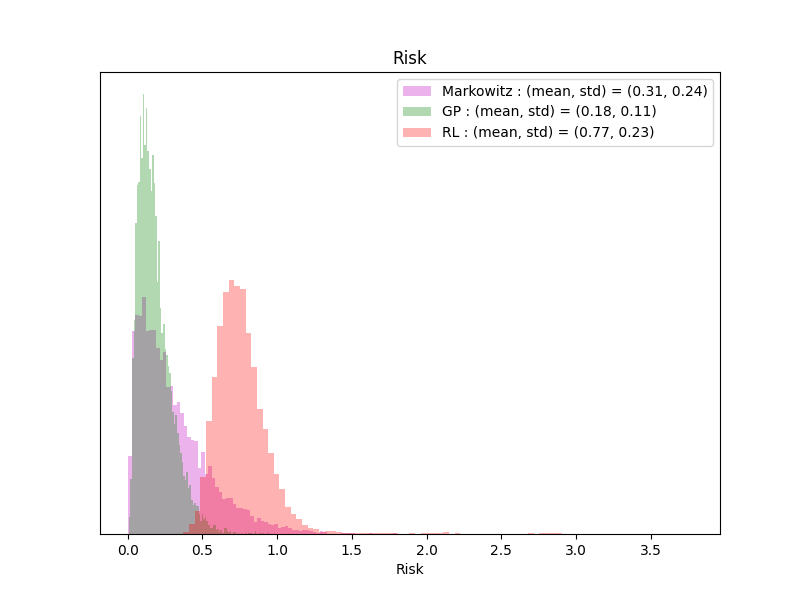 Risk
Markowitz : (mean, std) = (0.31, 0.24)
GP : (mean, std) = (0.18, 0.11)
RL : (mean, std) = (0.77, 0.23)
0.0 0.5 1.0 1.5 2.0 2.5 3.0 3.5
Risk